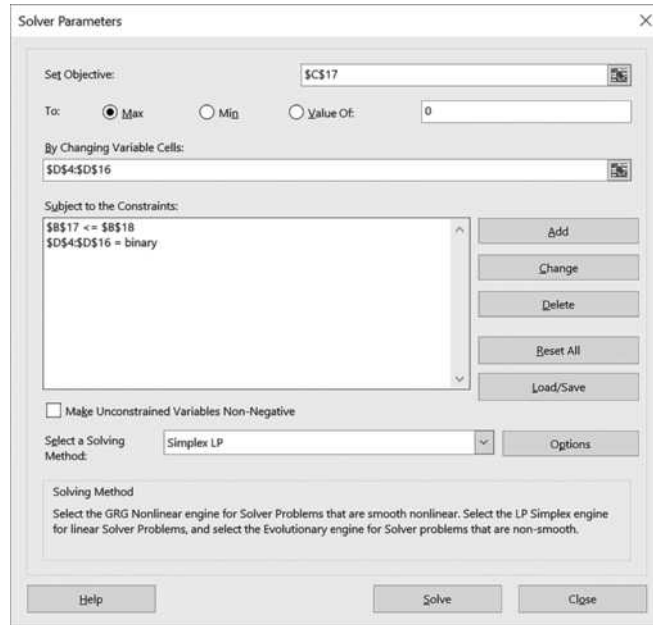 Solver Parameters
Set Objective: $C$17
To: Max Min Value Of: 0
By Changing Variable Cells:
$D$4:$D$16
Subject to the Constraints:
$B$17 <= $B$18
$D$4:$D$16 = binary
Add
Change
Delete
Reset All
Load/Save
Make Unconstrained Variables Non-Negative
Select a Solving Method: Simplex LP Options
Solving Method
Select the GRG Nonlinear engine for Solver Problems that are smooth nonlinear. Select the LP Simplex engine
for linear Solver Problems, and select the Evolutionary engine for Solver problems that are non-smooth.
Help Solve Close